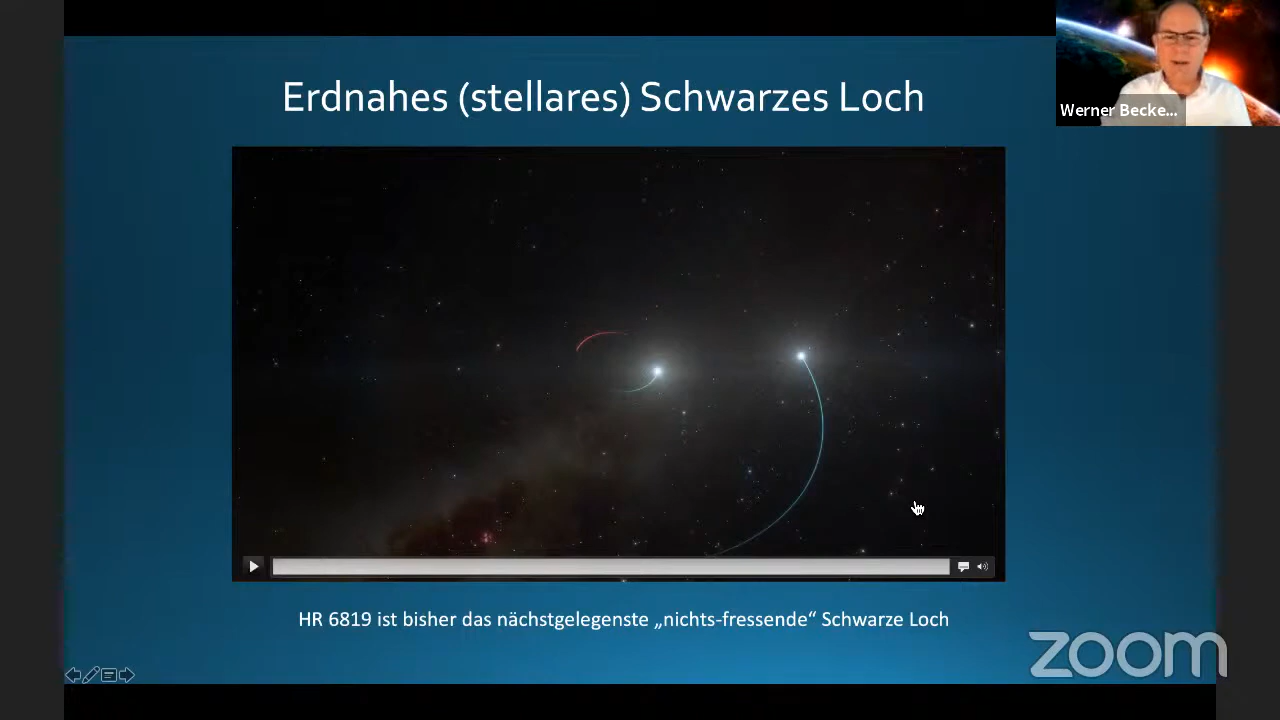 Erdnahes (stellares) Schwarzes Loch
Werner Becke...
HR 6819 ist bisher das nächstgelegenste „nichts-fressende“ Schwarze Loch
zoom